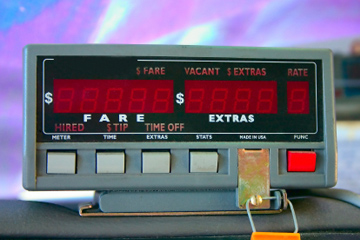 $ FARE VACANT $ EXTRAS RATE
$ $
FARE EXTRAS
HIRED $ TIP TIME OFF
METER TIME EXTRAS STATS MADE IN USA FUNC